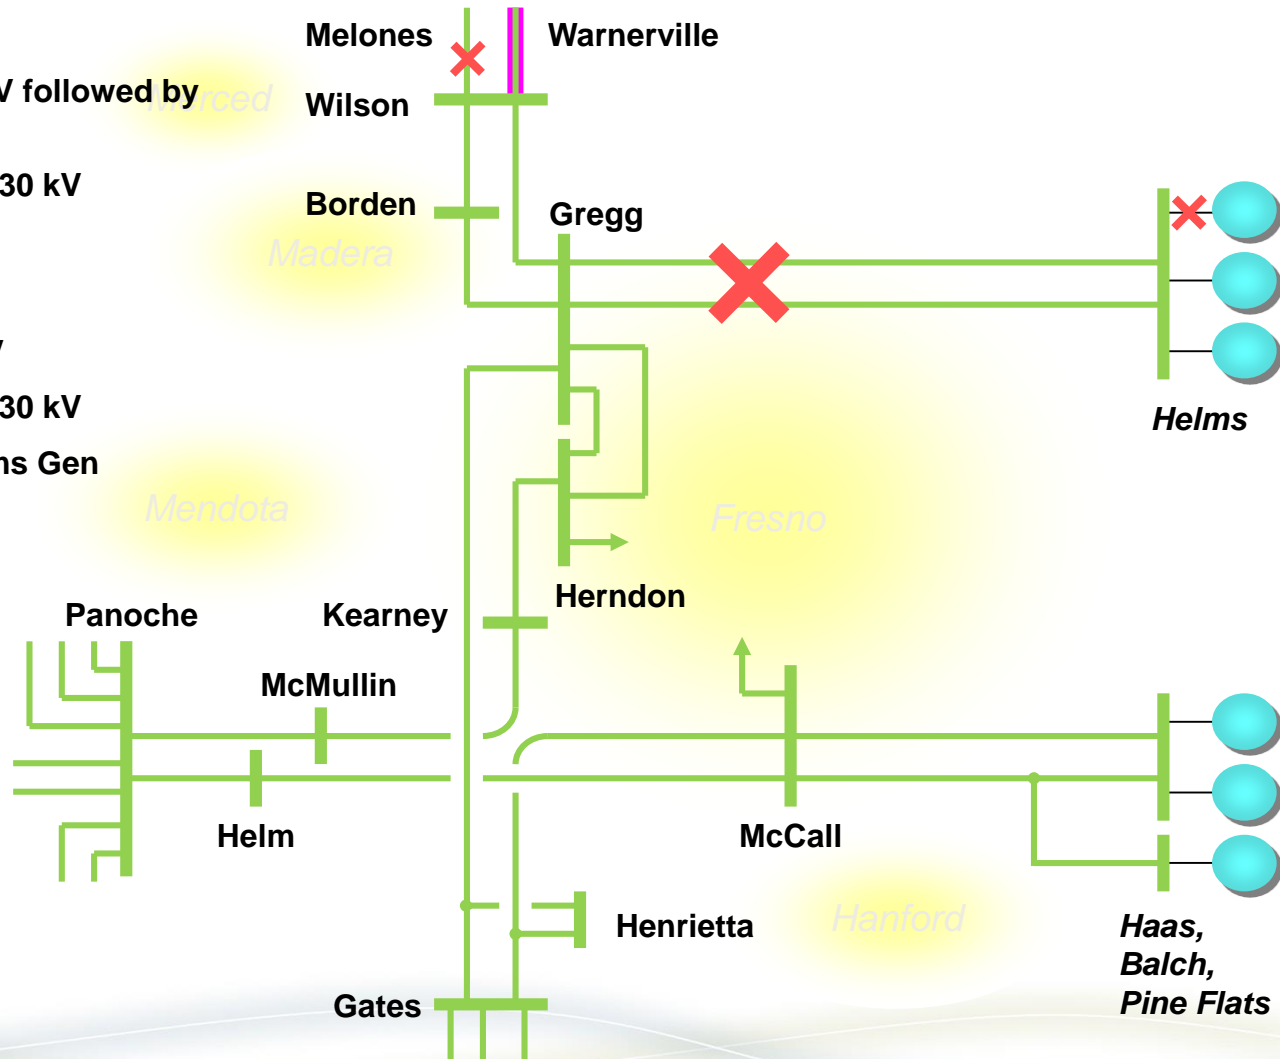 Melones
Warnerville
V followed by
Merced
Wilson
30 kV
Borden
Gregg
Madera
V
30 kV
Helms
ns Gen
Mendota
Fresno
Herndon
Panoche
Kearney
McMullin
Helm
McCall
Henrietta
Hanford
Haas,
Balch,
Pine Flats
Gates